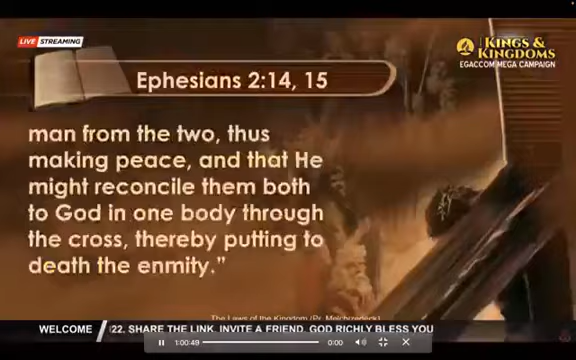 LIVE STREAMING
KINGS &
KINGDOMS
EGACCOM MEGA CAMPAIGN
Ephesians 2:14, 15
man from the two, thus
making peace, and that He
might reconcile them both
to God in one body through
the cross, thereby putting to
death the enmity.”
The Laws of the Kingdom (Pr. Melchzedeck)
WELCOME / 022. SHARE THE LINK, INVITE A FRIEND, GOD RICHLY BLESS YOU
1:00:49
0:00